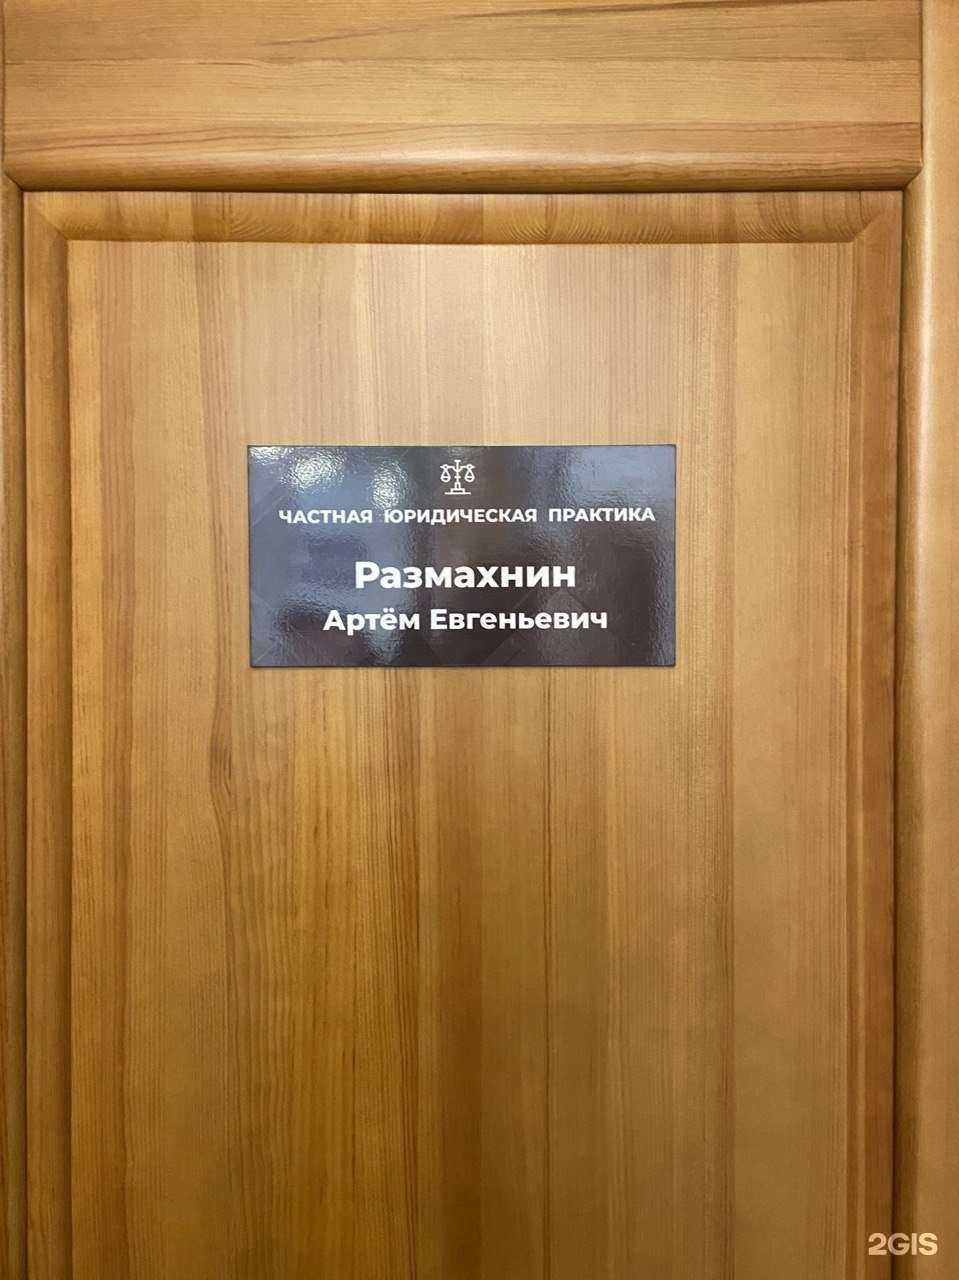 ЧАСТНАЯ ЮРИДИЧЕСКАЯ ПРАКТИКА
Размахнин
Артём Евгеньевич
2GIS